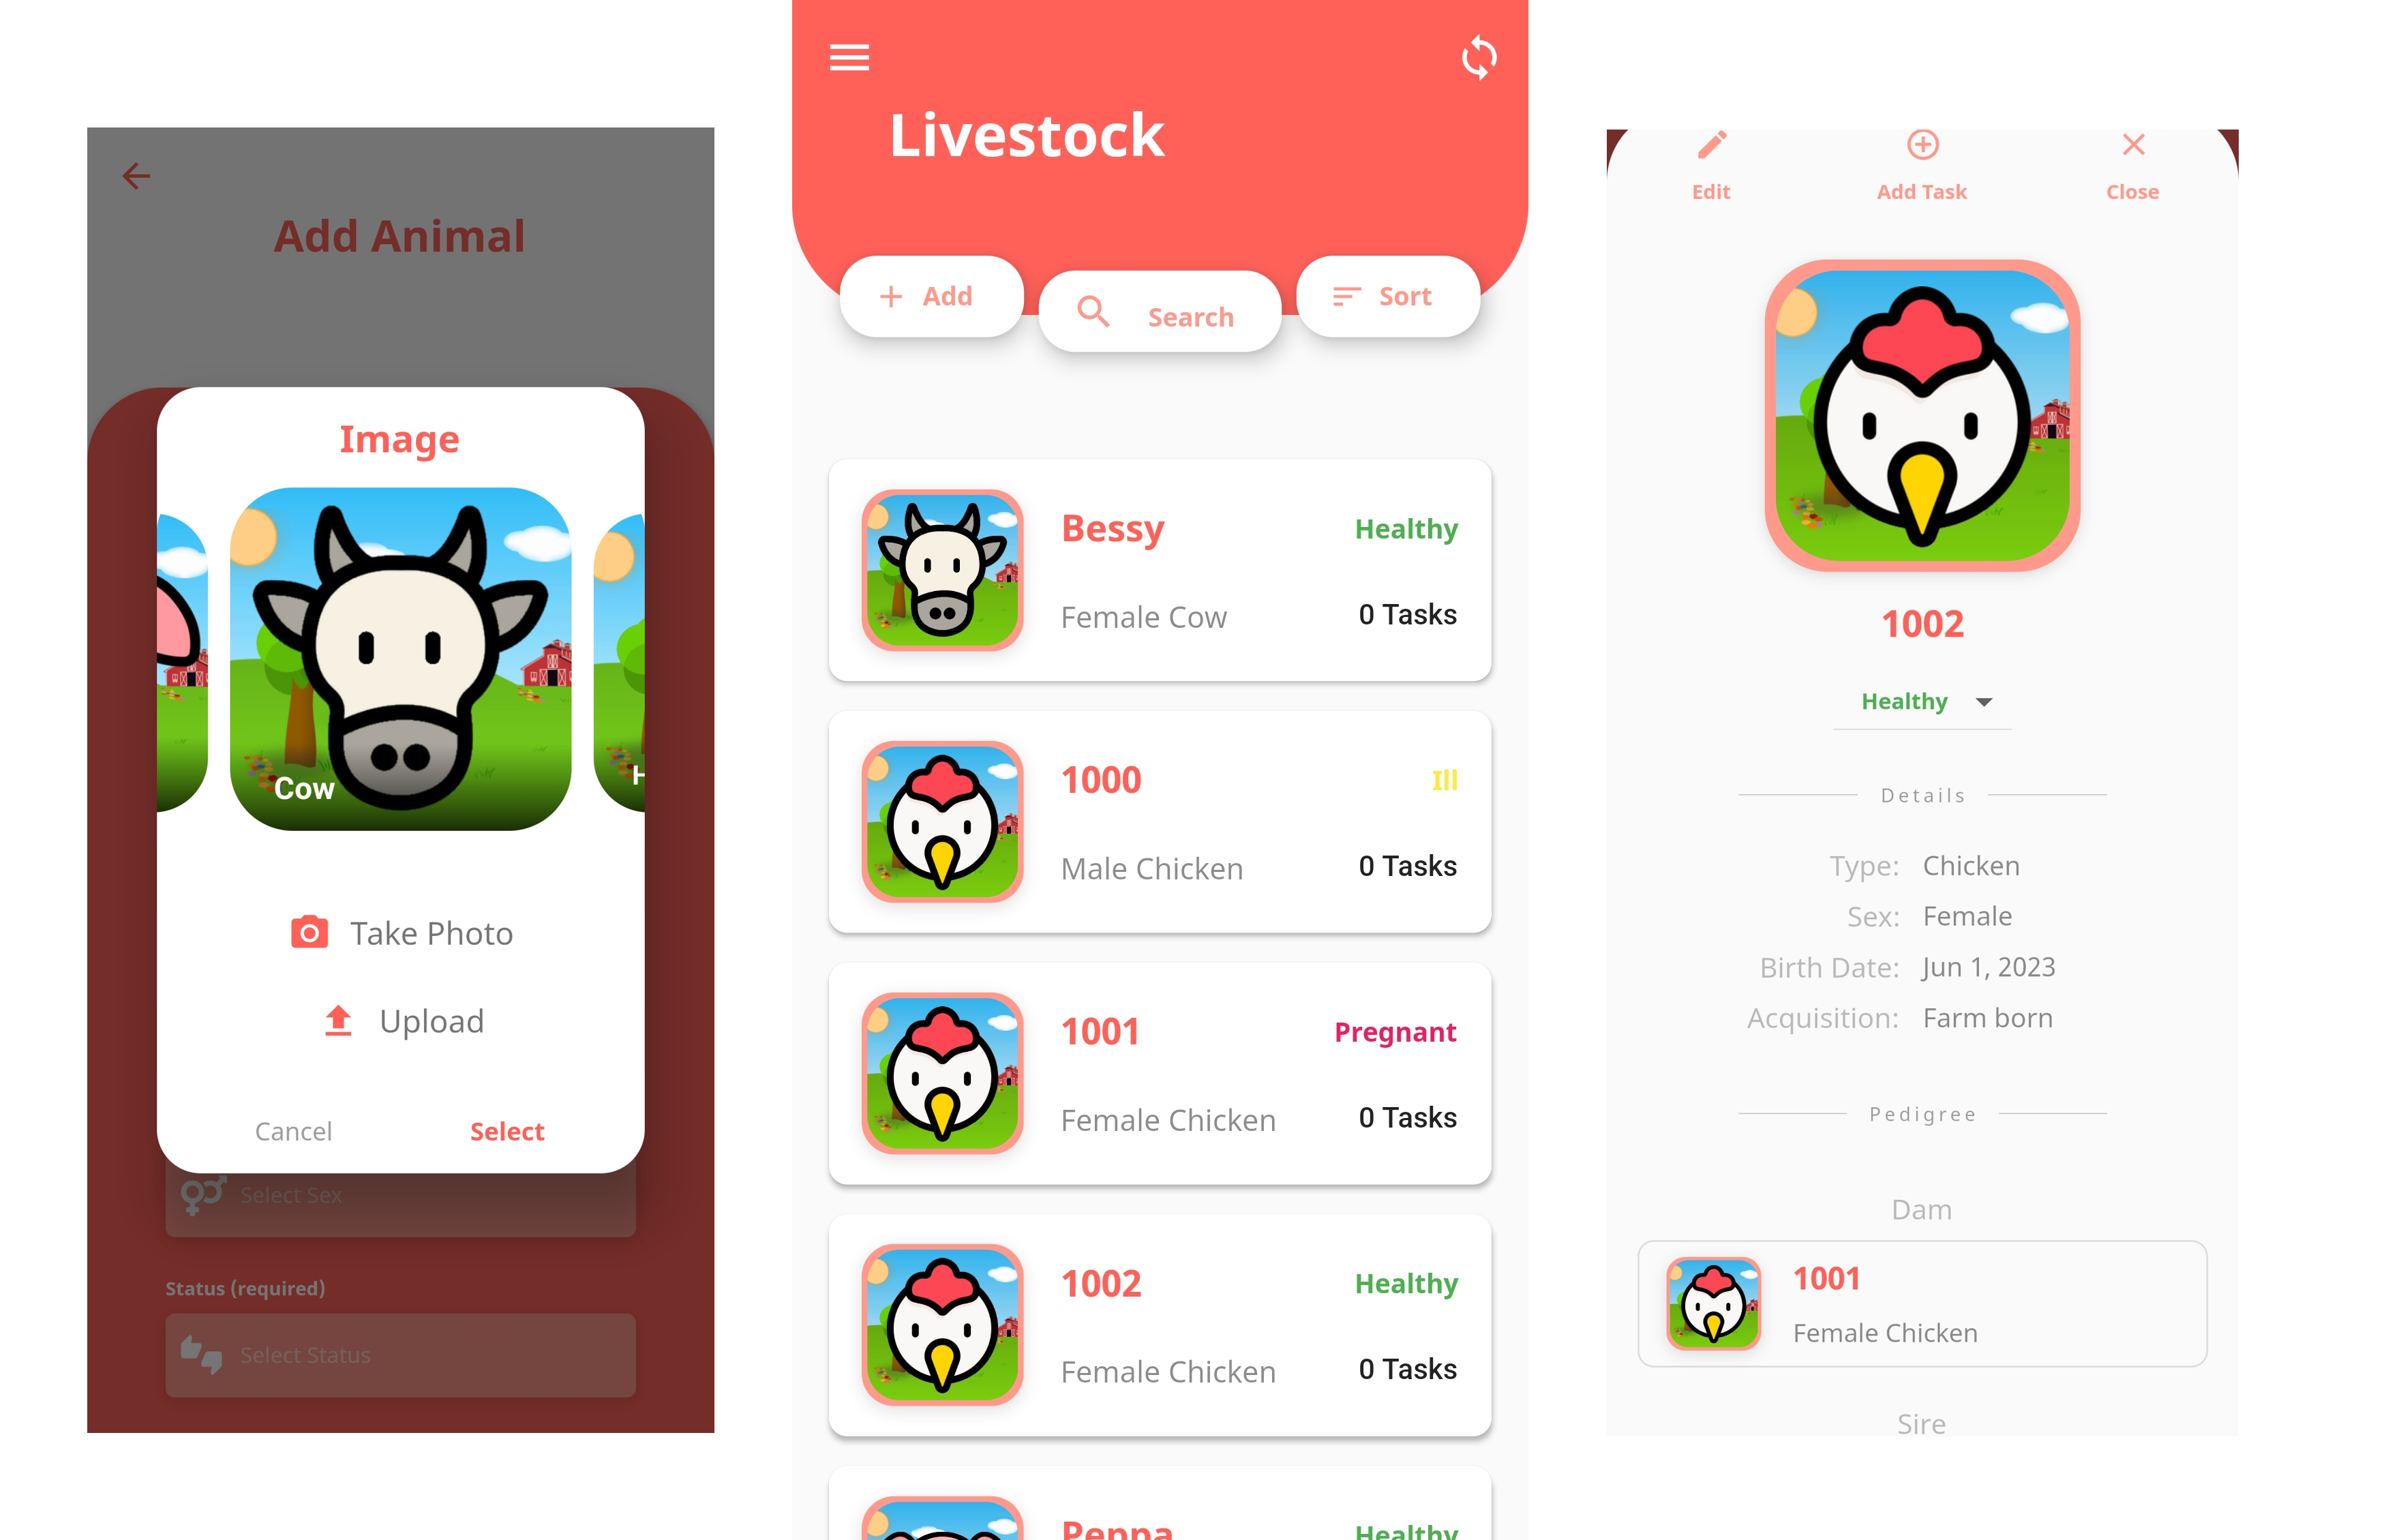 Add Animal
Image
Cow
H
Take Photo
Upload
Cancel
Select
Select Sex
Status (required)
Select Status
Livestock
Add
Search
Sort
Bessy
Healthy
Female Cow
0 Tasks
1000
Ill
Male Chicken
0 Tasks
1001
Pregnant
Female Chicken
0 Tasks
1002
Healthy
Female Chicken
0 Tasks
Peppa
Healthy
Edit
Add Task
Close
1002
Healthy
Details
Type: Chicken
Sex: Female
Birth Date: Jun 1, 2023
Acquisition: Farm born
Pedigree
Dam
1001
Female Chicken
Sire